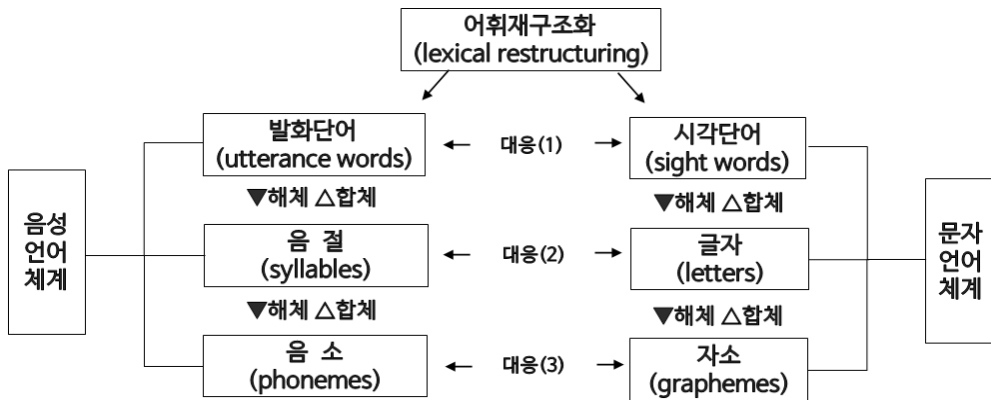 어휘재구조화
(lexical restructuring)
발화단어
(utterance words)
대응(1)
시각단어
(sight words)
▼해체 △합체
▼해체 △합체
음성
언어
체계
음 절
(syllables)
대응(2)
글자
(letters)
문자
언어
체계
▼해체 △합체
▼해체 △합체
음 소
(phonemes)
대응(3)
자소
(graphemes)